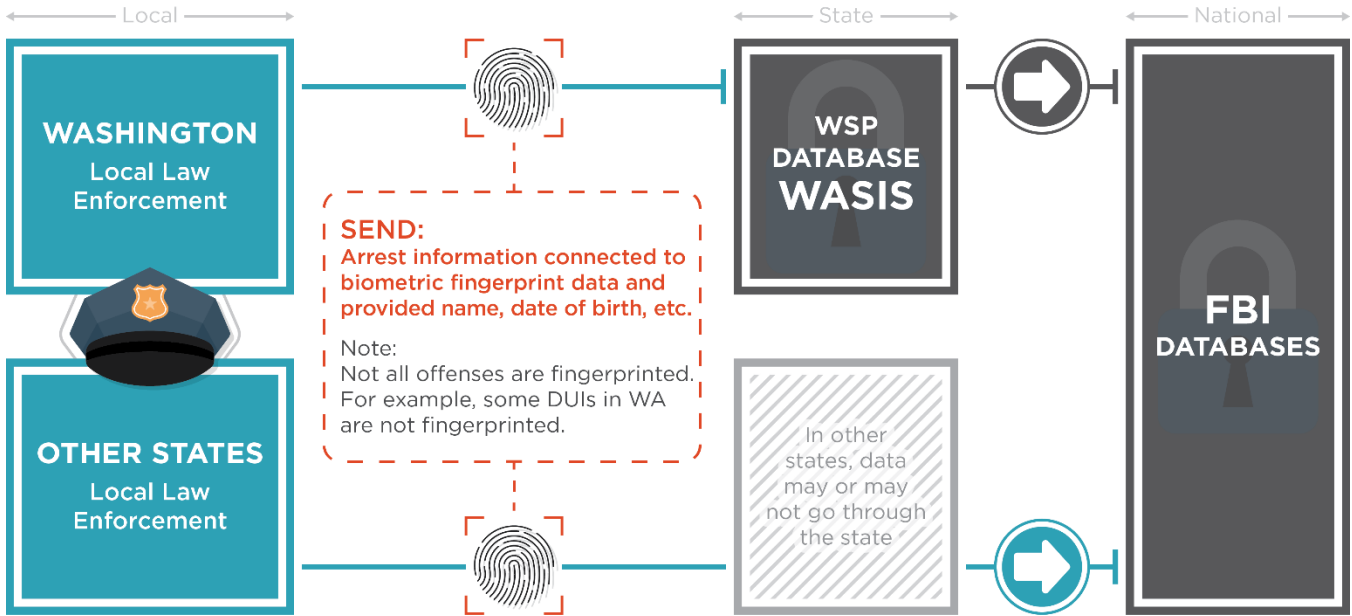 Local
State
National
WASHINGTON
Local Law
Enforcement
SEND:
Arrest information connected to
biometric fingerprint data and
provided name, date of birth, etc.
Note:
Not all offenses are fingerprinted.
For example, some DUIs in WA
are not fingerprinted.
WSP
DATABASE
WASIS
FBI
DATABASES
OTHER STATES
Local Law
Enforcement
In other
states, data
may or may
not go through
the state